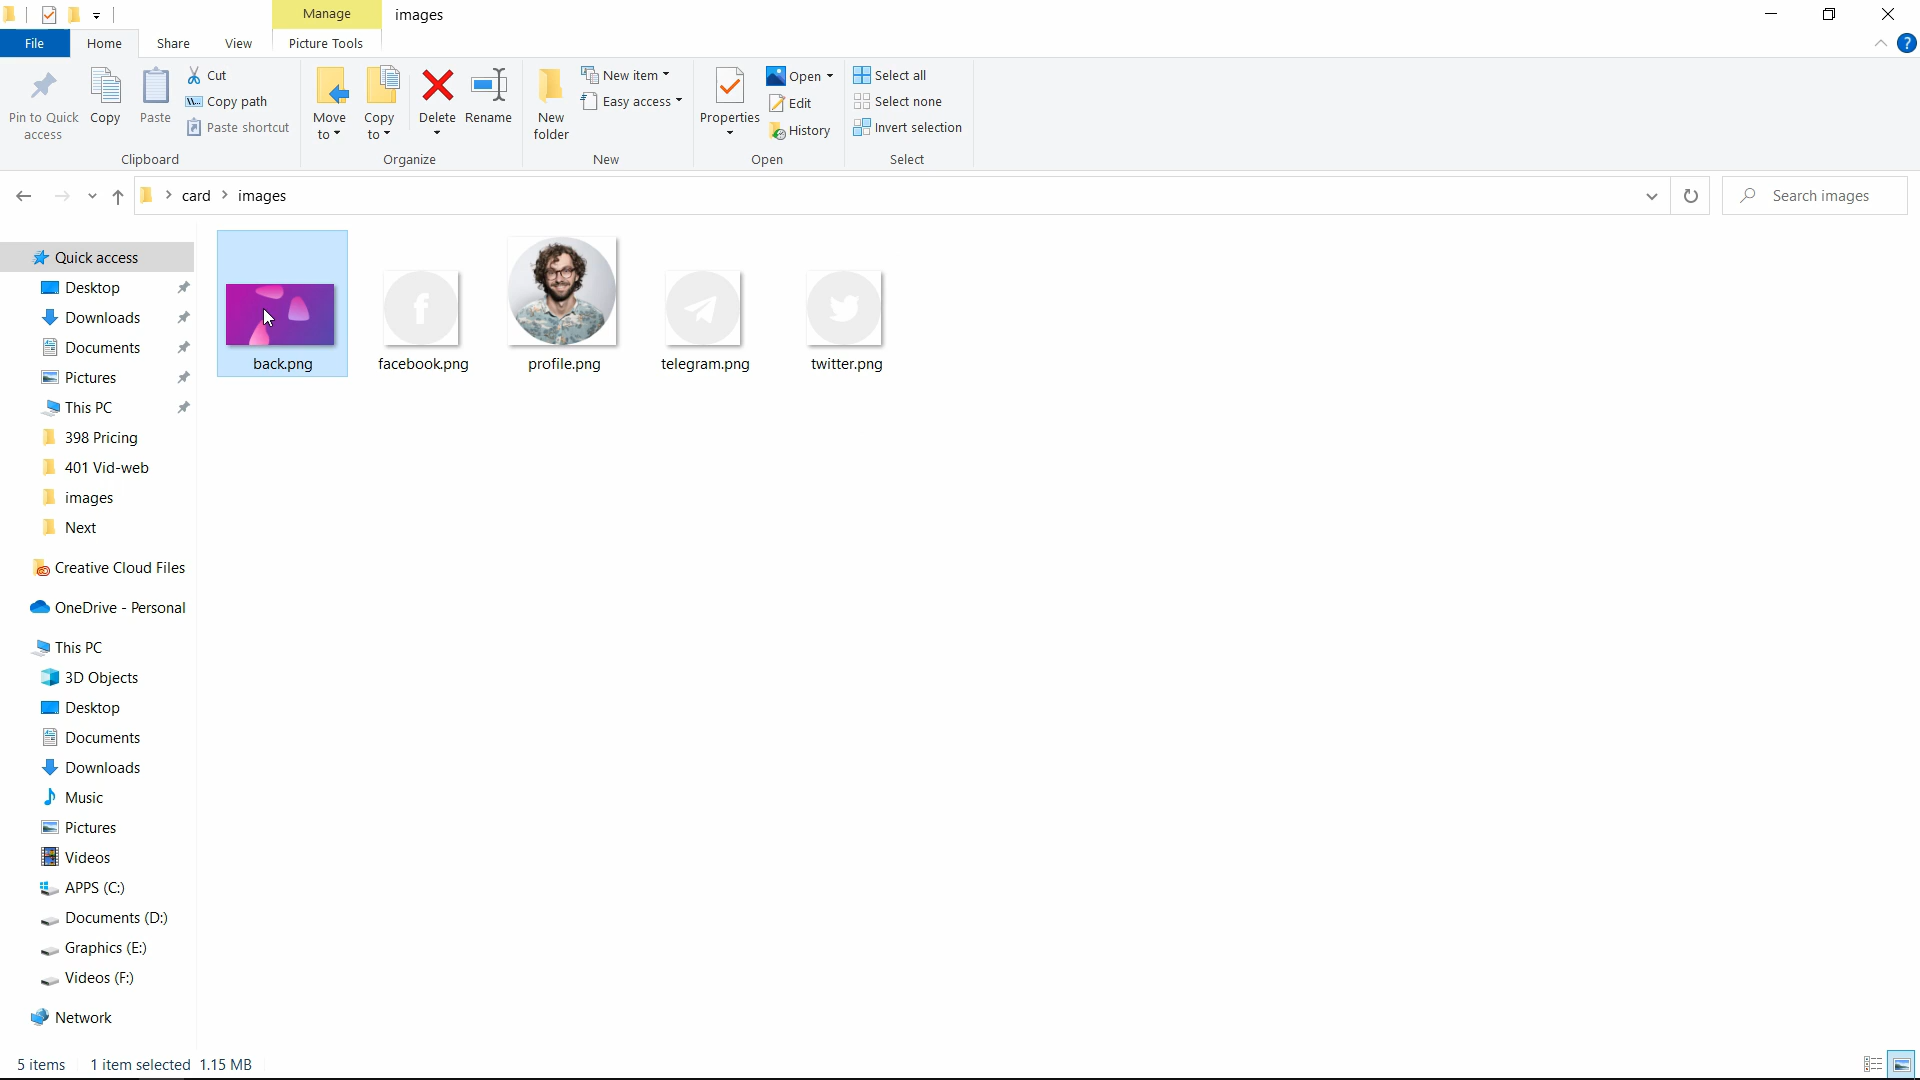 Manage
images
File
Home
Share
View
Picture Tools
?
Pin to Quick access
Copy
Paste
Cut
Copy path
Paste shortcut
Clipboard
Move to
Copy to
Delete
Rename
Organize
New folder
New item
Easy access
New
Properties
Open
Edit
History
Open
Select all
Select none
Invert selection
Select
card
images
Search images
Quick access
Desktop
Downloads
Documents
Pictures
This PC
398 Pricing
401 Vid-web
images
Next
Creative Cloud Files
OneDrive - Personal
This PC
3D Objects
Desktop
Documents
Downloads
Music
Pictures
Videos
APPS (C:)
Documents (D:)
Graphics (E:)
Videos (F:)
Network
back.png
facebook.png
profile.png
telegram.png
twitter.png
5 items
1 item selected 1.15 MB